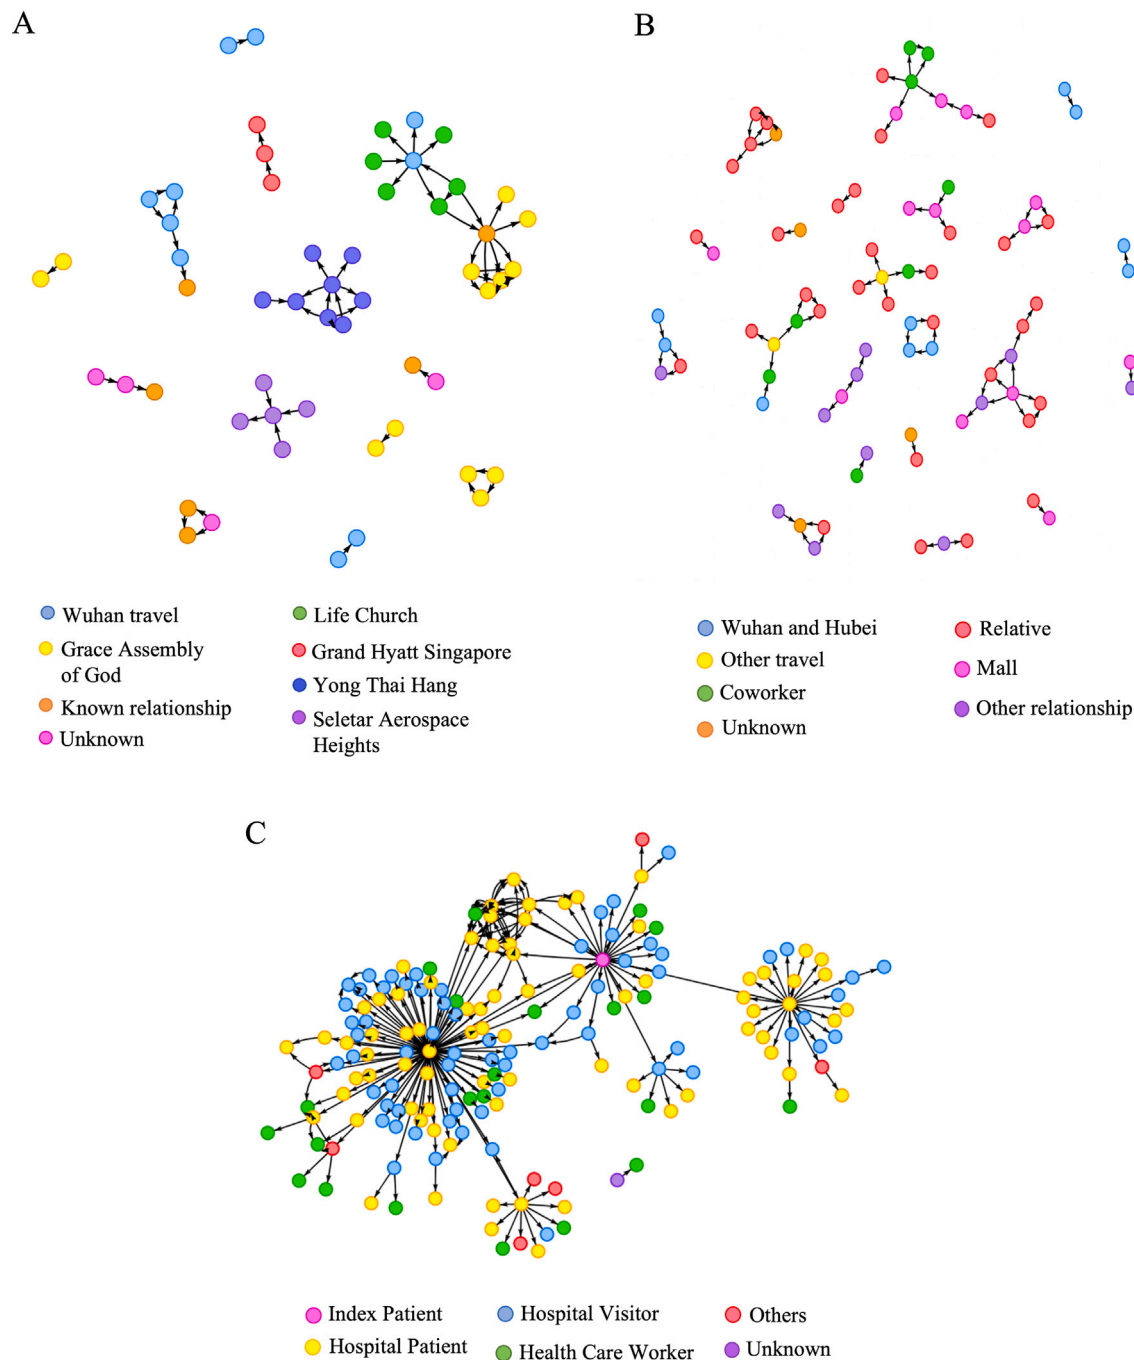 A
B
Wuhan travel
Grace Assembly
of God
Known relationship
Unknown
Life Church
Grand Hyatt Singapore
Yong Thai Hang
Seletar Aerospace
Heights
Wuhan and Hubei
Other travel
Coworker
Unknown
Relative
Mall
Other relationship
C
Index Patient
Hospital Patient
Hospital Visitor
Health Care Worker
Others
Unknown